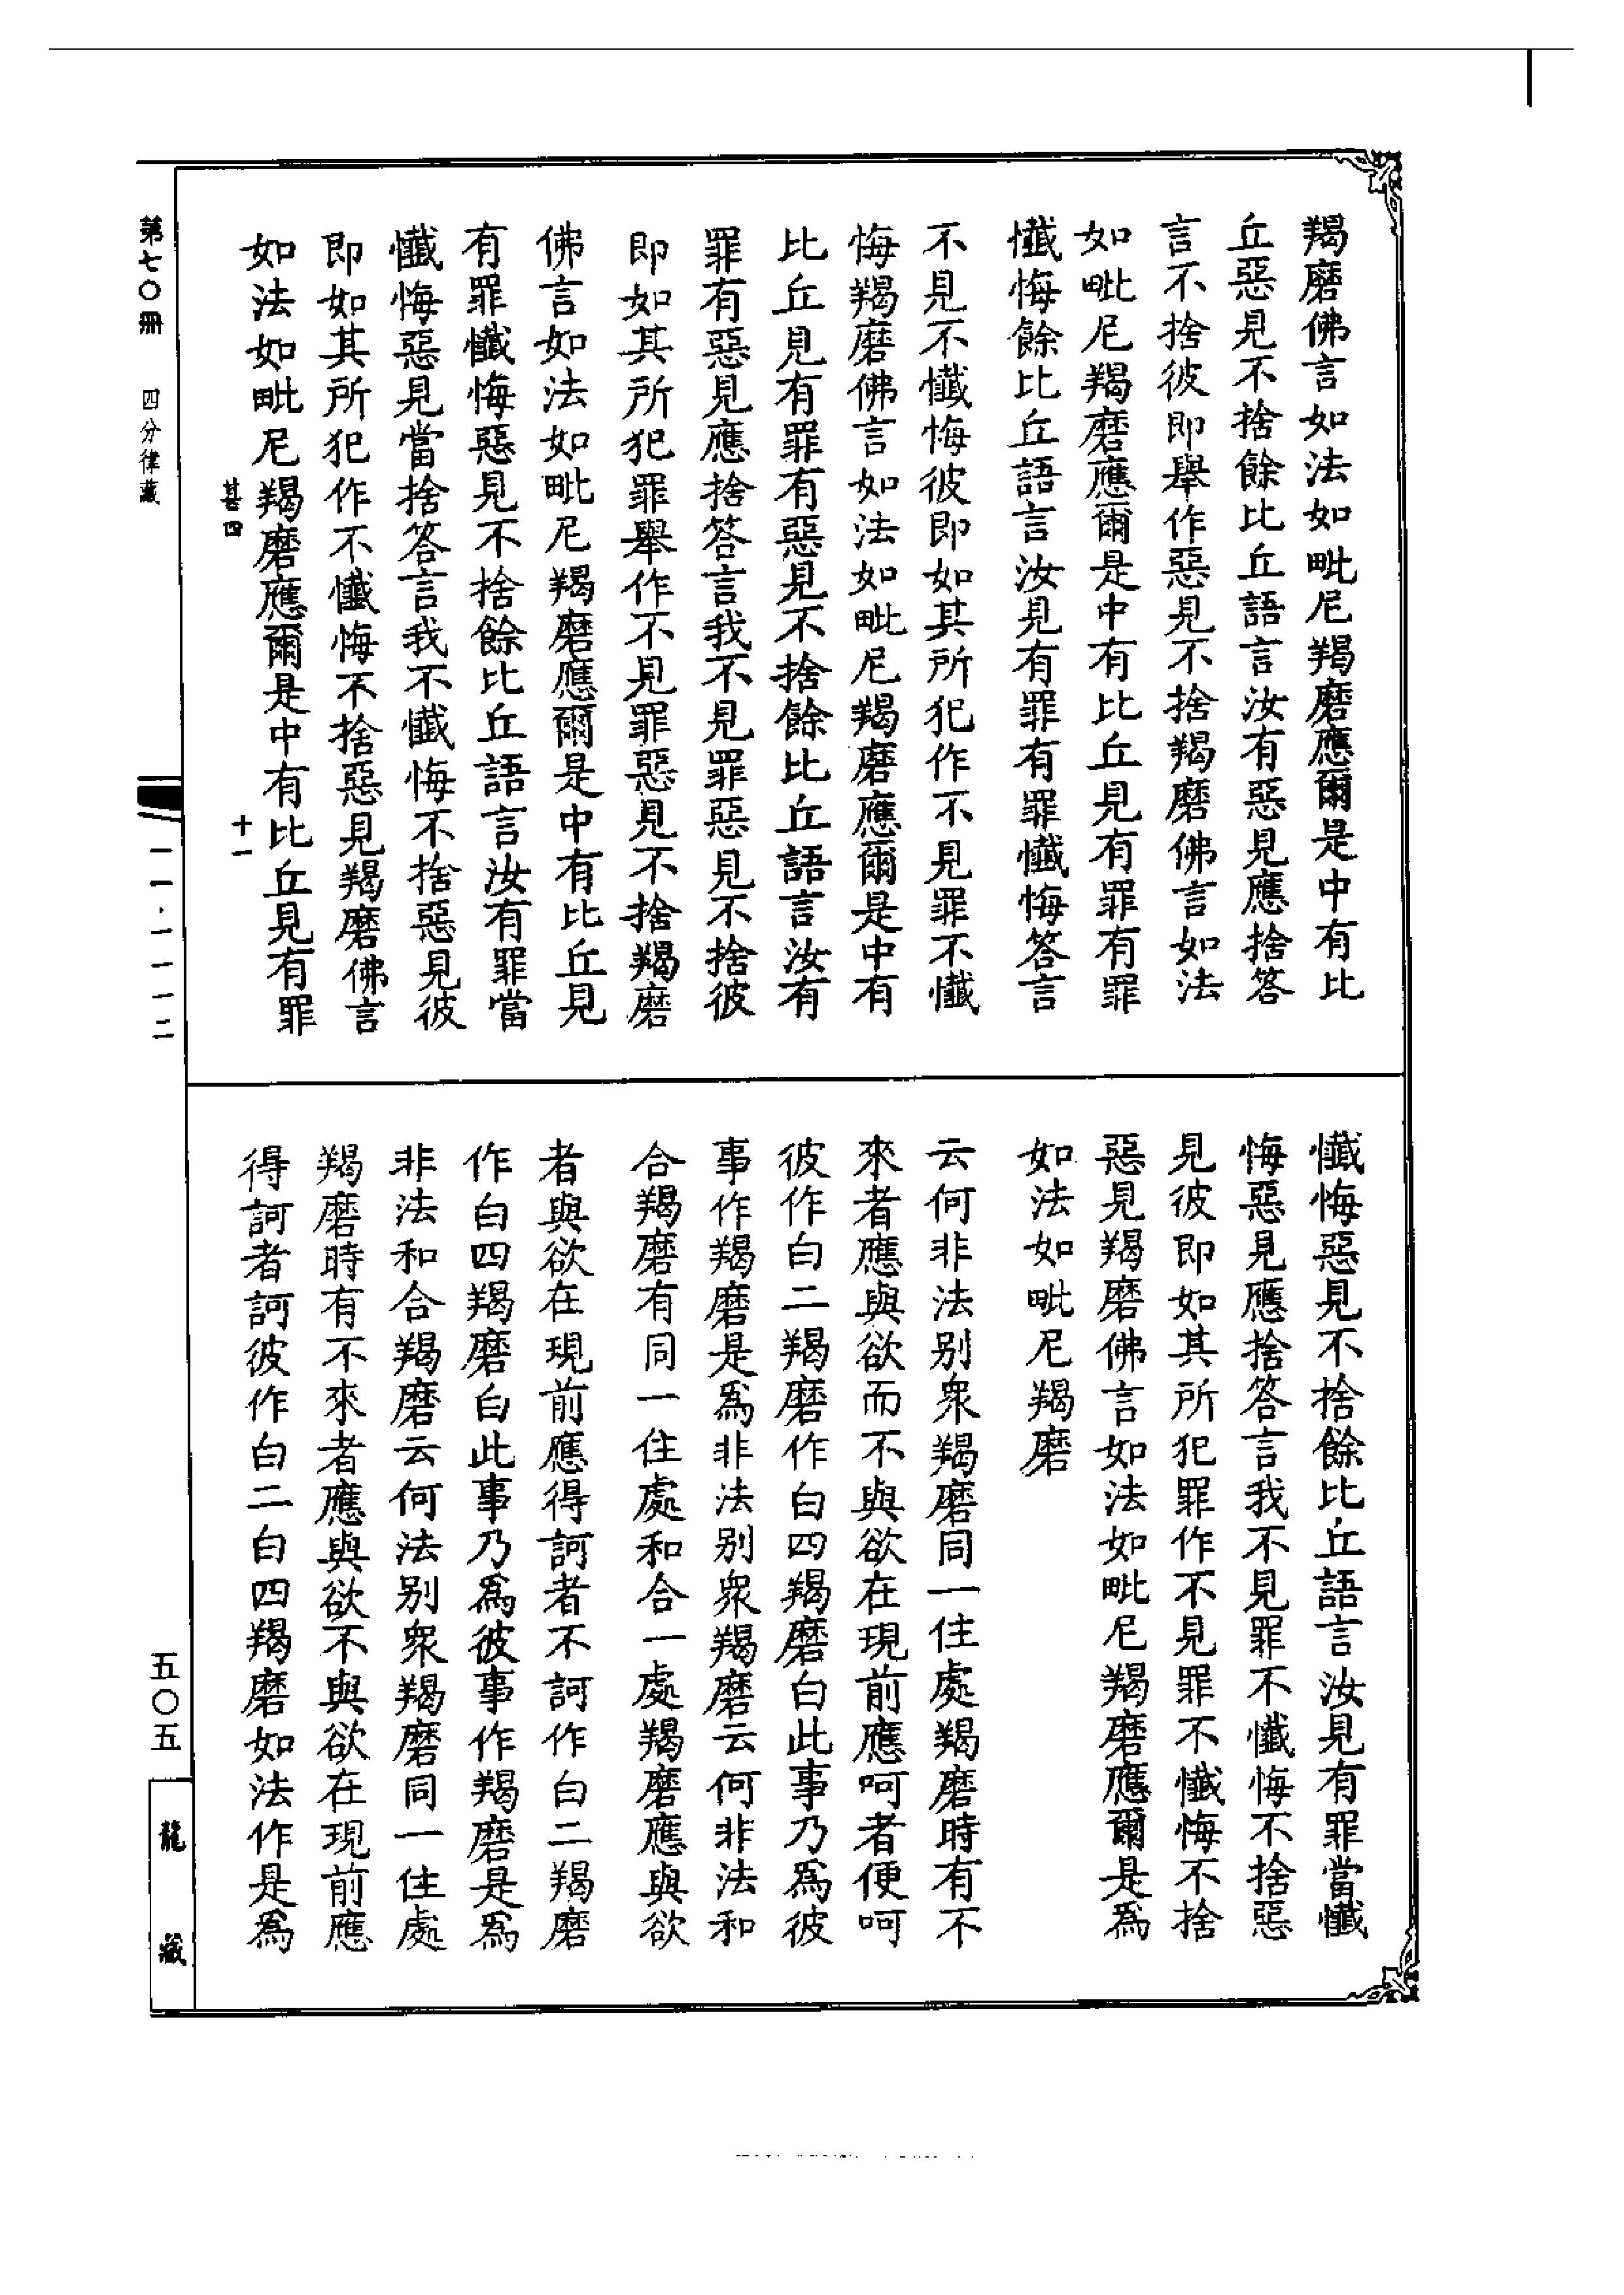 羯磨佛言如法如毗尼羯磨應爾是中有比
丘惡見不捨餘比丘語言汝有惡見應捨答
言不捨彼即舉作惡見不捨羯磨佛言如法
如毗尼羯磨應爾是中有比丘見有罪有罪
懺悔餘比丘語言汝見有罪有罪懺悔答言
不見不懺悔彼即如其所犯作不見罪不懺
悔羯磨佛言如法如毗尼羯磨應爾是中有
比丘見有罪有惡見不捨餘比丘語言汝有
罪有惡見應捨答言我不見罪惡見不捨彼
即如其所犯罪舉作不見罪惡見不捨羯磨
佛言如法如毗尼羯磨應爾是中有比丘見
有罪懺悔惡見不捨餘比丘語言汝有罪當
懺悔惡見當捨答言我不懺悔不捨惡見彼
即如其所犯作不懺悔不捨惡見羯磨佛言
如法如毗尼羯磨應爾是中有比丘見有罪
甚四 十一
懺悔惡見不捨餘比丘語言汝見有罪當懺
悔惡見應捨答言我不見罪不懺悔不捨惡
見彼即如其所犯罪作不見罪不懺悔不捨
惡見羯磨佛言如法如毗尼羯磨應爾是為
如法如毗尼羯磨
云何非法別衆羯磨同一住處羯磨時有不
來者應與欲而不與欲在現前應呵者便呵
彼作白二羯磨作白四羯磨白此事乃為彼
事作羯磨是為非法別衆羯磨云何非法和
合羯磨有同一住處和合一處羯磨應與欲
者與欲在現前應得訶者不訶作白二羯磨
作白四羯磨白此事乃為彼事作羯磨是為
非法和合羯磨云何法別衆羯磨同一住處
羯磨時有不來者應與欲不與欲在現前應
得訶者訶彼作白二白四羯磨如法作是為
第七〇冊 四分律藏
一一·一一一二
五〇五
龍藏